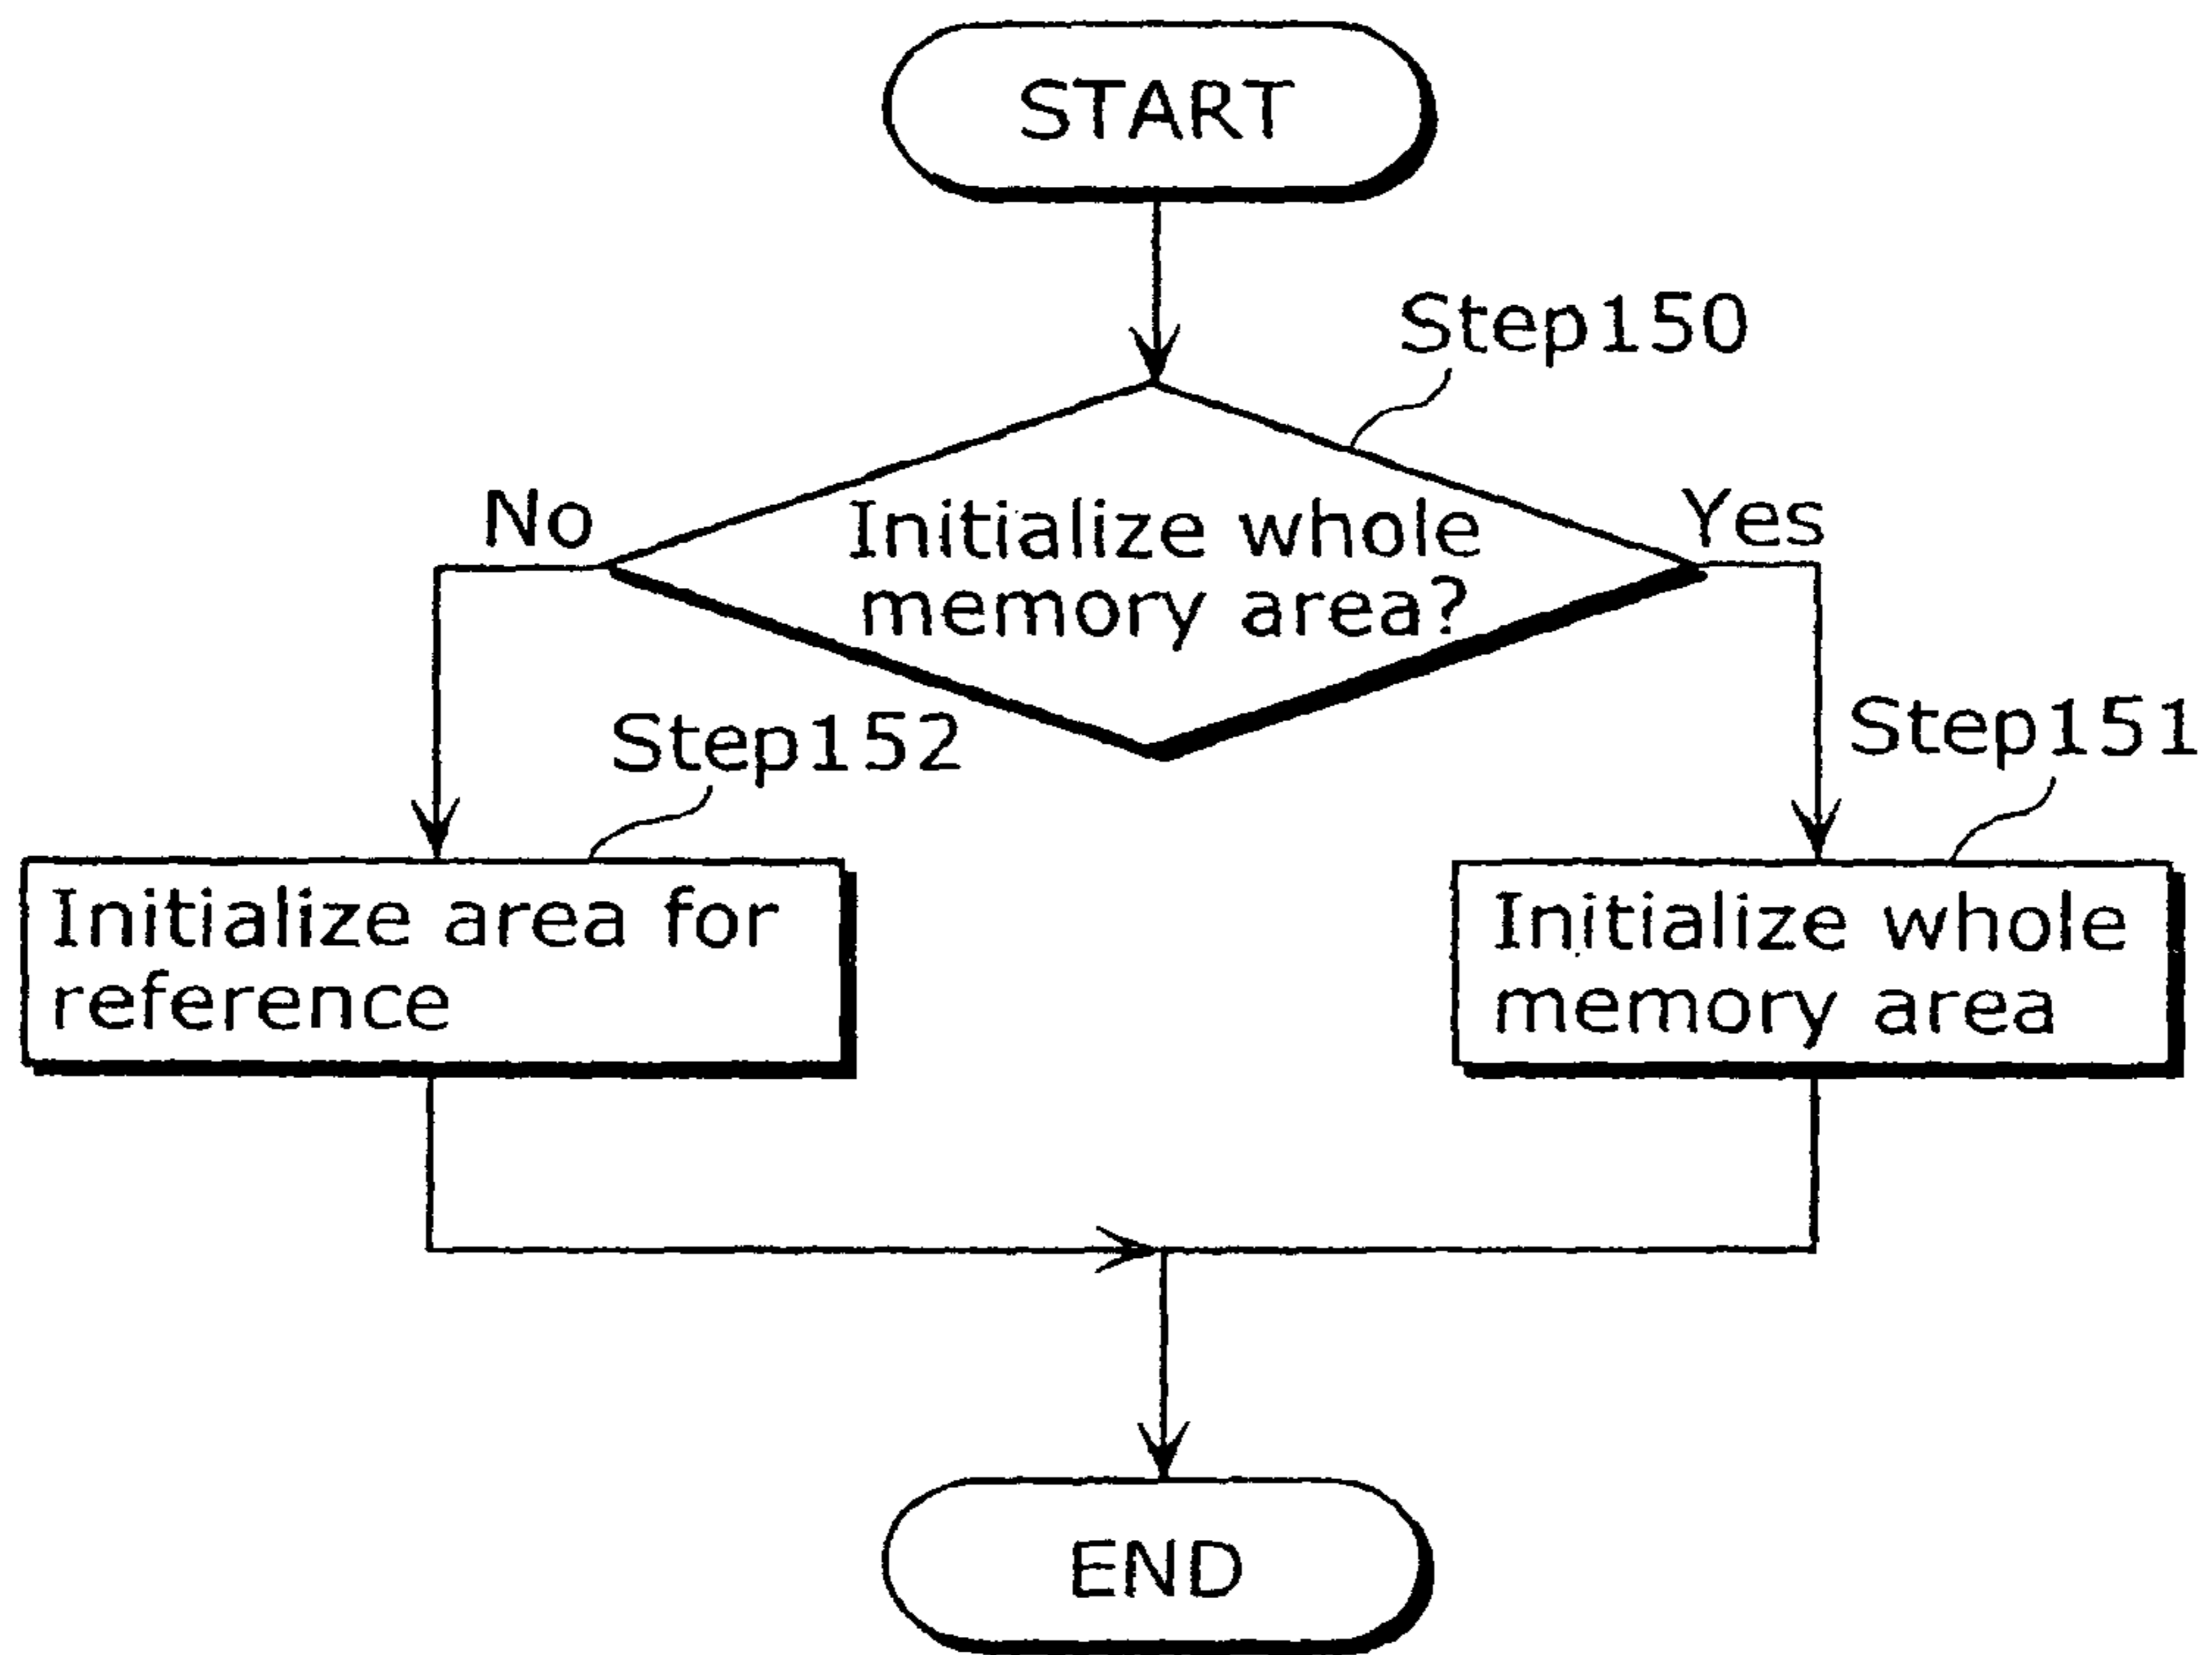 START
Step150
No
Initialize whole
memory area?
Yes
Step152
Step151
Initialize area for
reference
Initialize whole
memory area
END